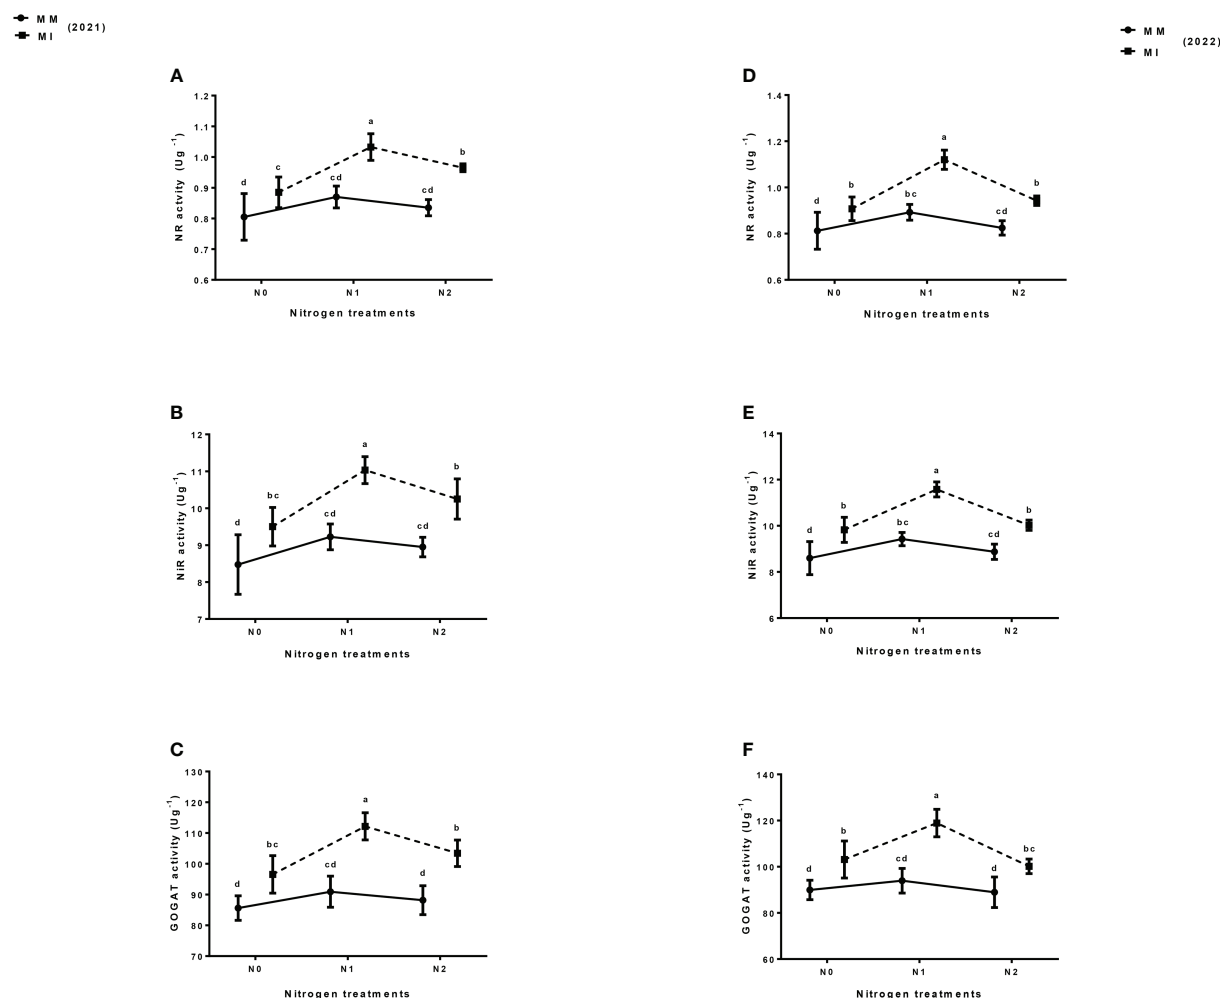 MM
MI
(2021)
MM
MI
(2022)
A
NR actvity (Ug⁻¹)
1.2
1.1
1.0
0.9
0.8
0.7
0.6
d
c
cd
a
cd
b
N0 N1 N2
Nitrogen treatments
D
NR actvity (Ug⁻¹)
1.4
1.2
1.0
0.8
0.6
d
b
bc
a
cd
b
N0 N1 N2
Nitrogen treatments
B
NiR activity (Ug⁻¹)
12
11
10
9
8
7
d
bc
cd
a
cd
b
N0 N1 N2
Nitrogen treatments
E
NiR activity (Ug⁻¹)
14
12
10
8
6
d
b
bc
a
cd
b
N0 N1 N2
Nitrogen treatments
C
GOGAT activity (Ug⁻¹)
130
120
110
100
90
80
70
d
bc
cd
a
d
b
N0 N1 N2
Nitrogen treatments
F
GOGAT activity (Ug⁻¹)
140
120
100
80
60
d
b
cd
a
d
bc
N0 N1 N2
Nitrogen treatments